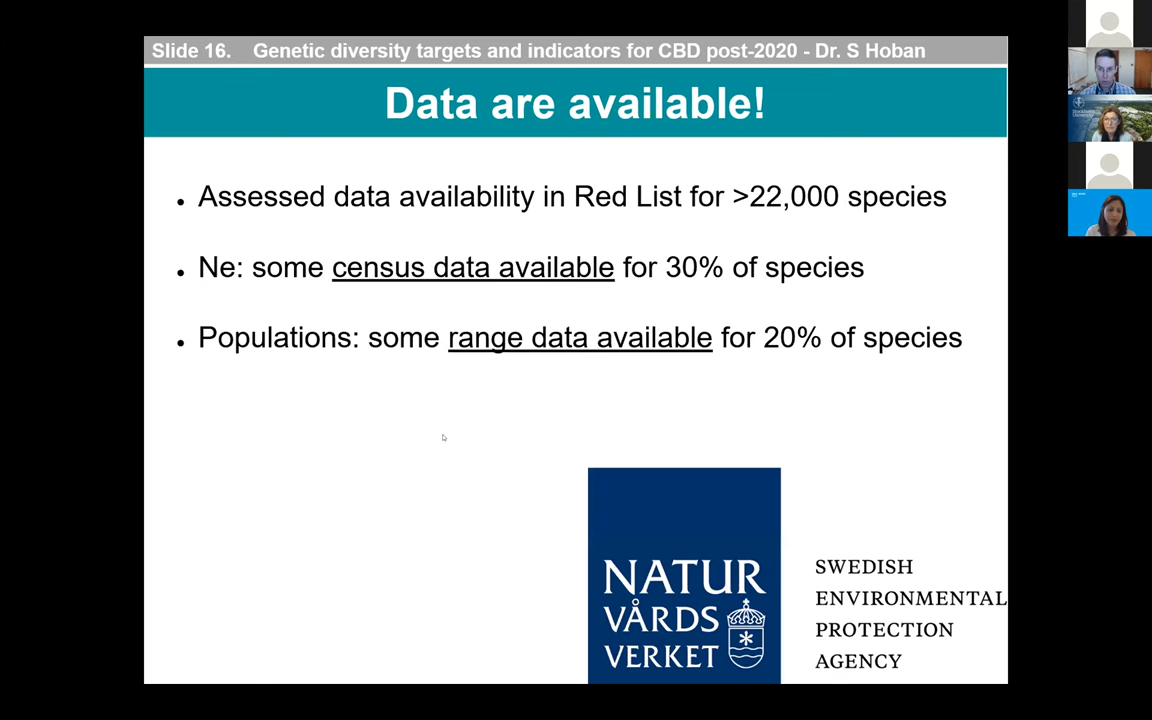 Slide 16. Genetic diversity targets and indicators for CBD post-2020 - Dr. S Hoban
Data are available!
• Assessed data availability in Red List for >22,000 species
• Ne: some census data available for 30% of species
• Populations: some range data available for 20% of species
NATUR
VÅRDS
VERKET
SWEDISH
ENVIRONMENTAL
PROTECTION
AGENCY